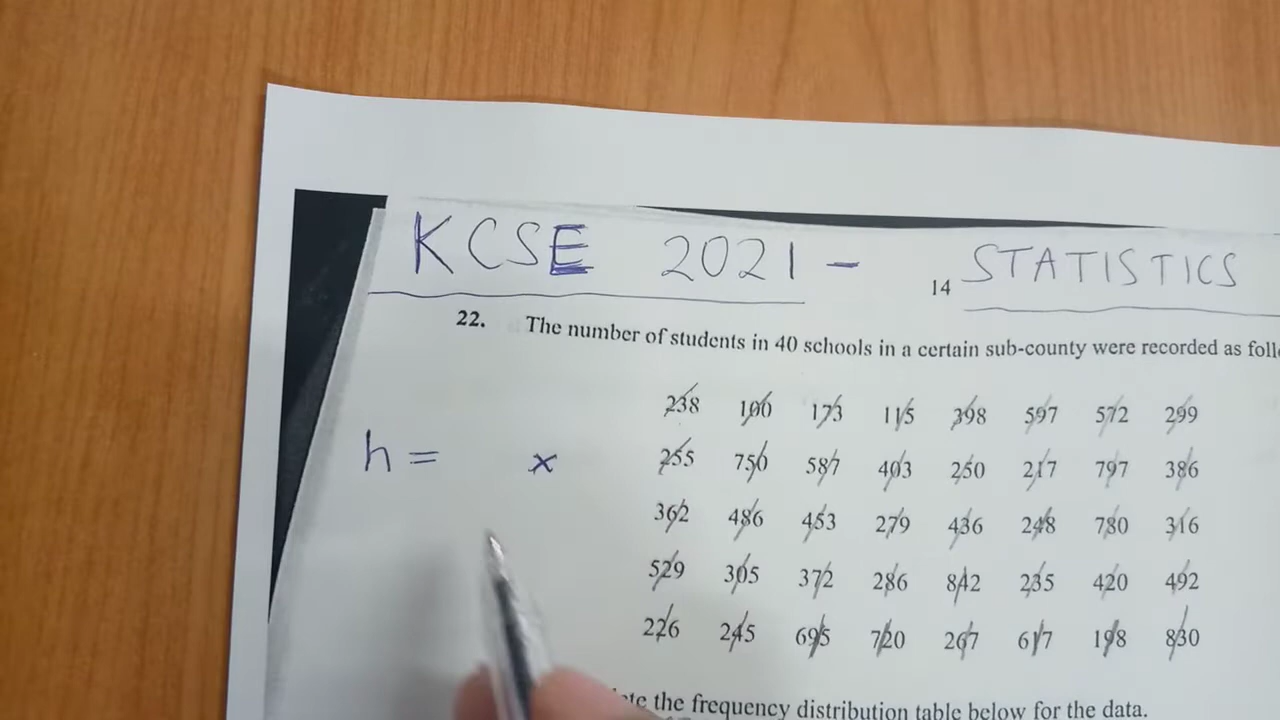 KCSE 2021 - 14 STATISTICS
22. The number of students in 40 schools in a certain sub-county were recorded as
238 100 173 115 398 597 572 299
h = x 255 750 587 403 250 217 797 386
362 486 453 279 436 248 780 316
529 305 372 286 842 235 420 492
226 245 695 720 267 617 198 830
the frequency distribution table below for the data.